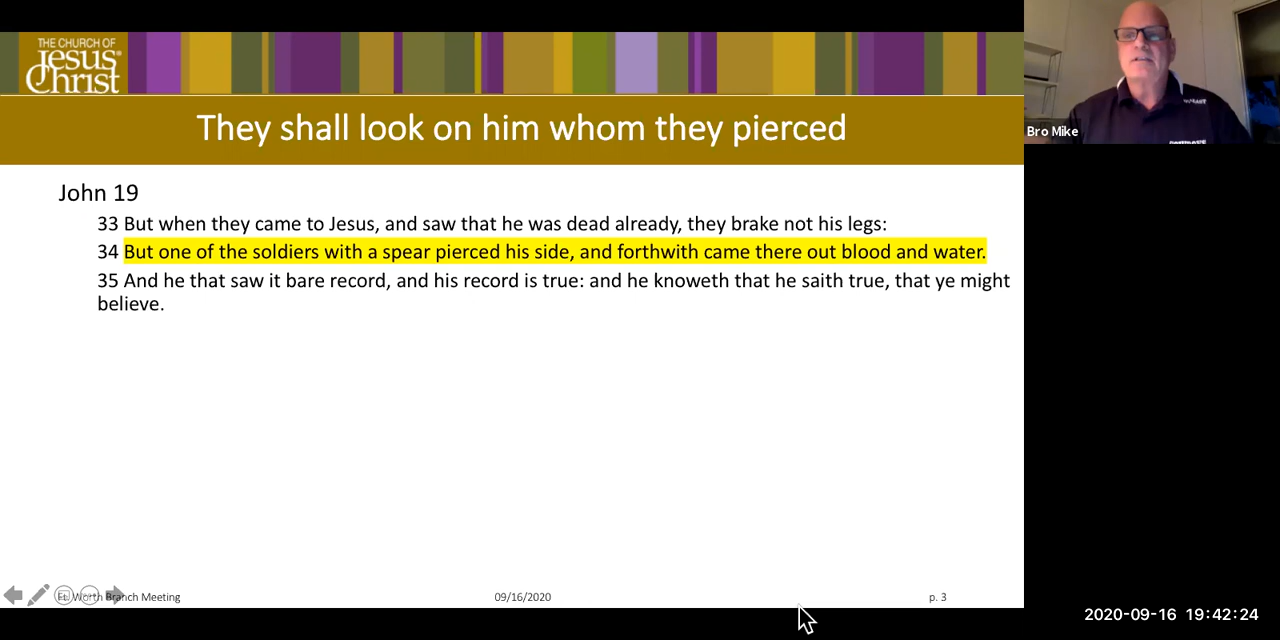 THE CHURCH OF
Jesus
Christ
They shall look on him whom they pierced
Bro Mike
John 19
33 But when they came to Jesus, and saw that he was dead already, they brake not his legs:
34 But one of the soldiers with a spear pierced his side, and forthwith came there out blood and water.
35 And he that saw it bare record, and his record is true: and he knoweth that he saith true, that ye might
believe.
Ft. Worth Branch Meeting
09/16/2020
p. 3
2020-09-16 19:42:24